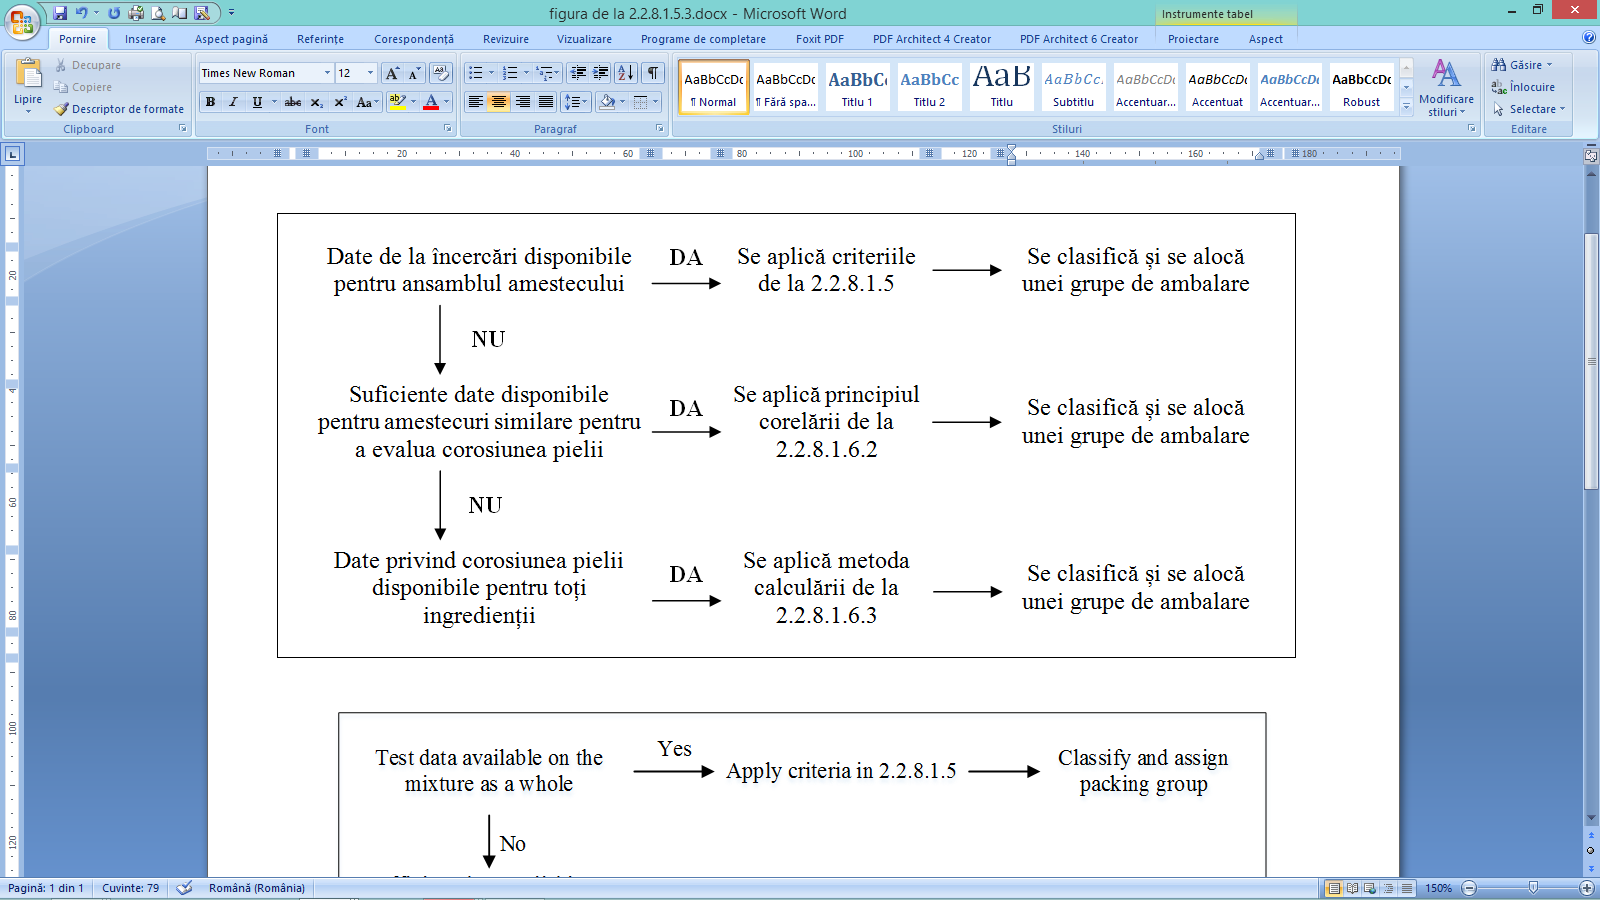 figura de la 2.2.8.1.5.3.docx - Microsoft Word
Instrumente tabel
Pornire Inserare Aspect pagină Referințe Corespondență Revizuire Vizualizare Programe de completare Foxit PDF PDF Architect 4 Creator PDF Architect 6 Creator Proiectare Aspect
Lipire
Decupare
Copiere
Descriptor de formate
Clipboard
Times New Roman 12
Font
Paragraf
AaBbCcDc AaBbCcDc AaBbCc AaBbCc AaB AaBbCc. AaBbCcDc AaBbCcDc AaBbCcDc AaBbCcDc
¶ Normal ¶ Fără spa... Titlu 1 Titlu 2 Titlu Subtitlu Accentuar... Accentuat Accentuar... Robust
Modificare stiluri
Stiluri
Găsire
Înlocuire
Selectare
Editare
20 40 60 80 100 120 140 160 180
Date de la încercări disponibile
pentru ansamblul amestecului
DA
Se aplică criteriile
de la 2.2.8.1.5
Se clasifică și se alocă
unei grupe de ambalare
NU
Suficiente date disponibile
pentru amestecuri similare pentru
a evalua corosiunea pielii
DA
Se aplică principiul
corelării de la
2.2.8.1.6.2
Se clasifică și se alocă
unei grupe de ambalare
NU
Date privind corosiunea pielii
disponibile pentru toți
ingredienții
DA
Se aplică metoda
calculării de la
2.2.8.1.6.3
Se clasifică și se alocă
unei grupe de ambalare
Test data available on the
mixture as a whole
Yes
Apply criteria in 2.2.8.1.5
Classify and assign
packing group
No
Pagină: 1 din 1 Cuvinte: 79 Română (România) 150%